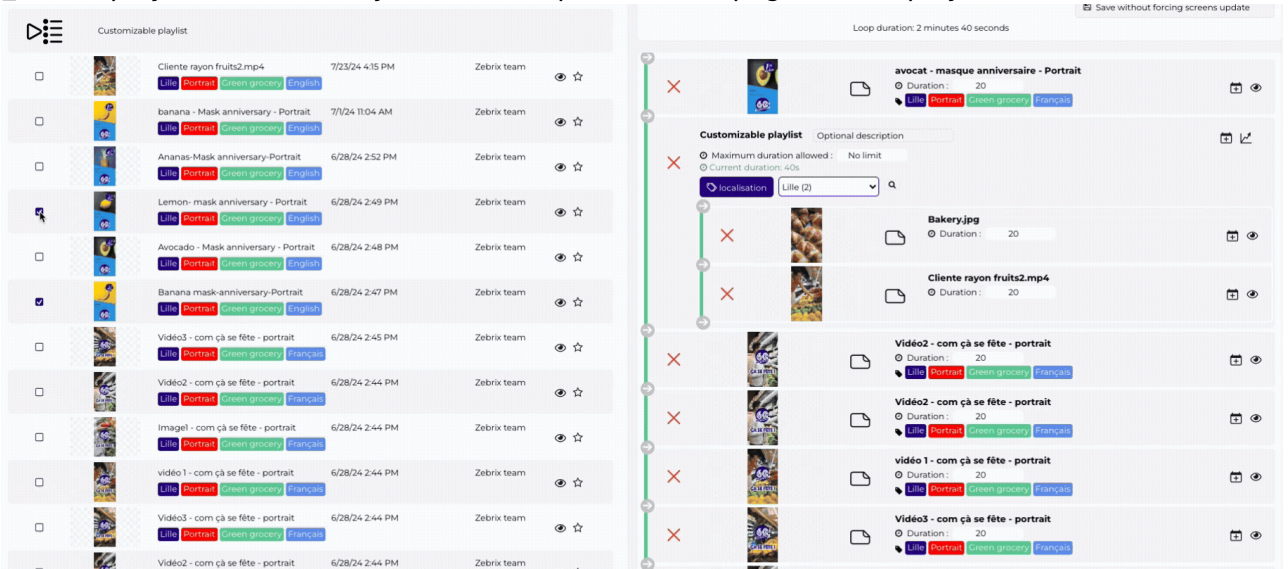 Save without forcing screens update
Customizable playlist
Loop duration: 2 minutes 40 seconds
Cliente rayon fruits2.mp4 7/23/24 4:15 PM Zebrix team
Lille Portrait Green grocery English
banana - Mask anniversary - Portrait 7/1/24 11:04 AM Zebrix team
Lille Portrait Green grocery English
Ananas-Mask anniversary-Portrait 6/28/24 2:52 PM Zebrix team
Lille Portrait Green grocery English
Lemon- mask anniversary - Portrait 6/28/24 2:49 PM Zebrix team
Lille Portrait Green grocery English
Avocado - Mask anniversary - Portrait 6/28/24 2:48 PM Zebrix team
Lille Portrait Green grocery English
Banana mask-anniversary-Portrait 6/28/24 2:47 PM Zebrix team
Lille Portrait Green grocery English
Vidéo3 - com çà se fête - portrait 6/28/24 2:45 PM Zebrix team
Lille Portrait Green grocery Français
Vidéo2 - com çà se fête - portrait 6/28/24 2:44 PM Zebrix team
Lille Portrait Green grocery Français
Image1 - com çà se fête - portrait 6/28/24 2:44 PM Zebrix team
Lille Portrait Green grocery Français
vidéo 1 - com çà se fête - portrait 6/28/24 2:44 PM Zebrix team
Lille Portrait Green grocery Français
Vidéo3 - com çà se fête - portrait 6/28/24 2:44 PM Zebrix team
Lille Portrait Green grocery Français
Vidéo2 - com çà se fête - portrait 6/28/24 2:44 PM Zebrix team
avocat - masque anniversaire - Portrait
Duration : 20
Lille Portrait Green grocery Français
Customizable playlist Optional description
Maximum duration allowed : No limit
Current duration: 40s
localisation Lille (2)
Bakery.jpg
Duration : 20
Cliente rayon fruits2.mp4
Duration : 20
Vidéo2 - com çà se fête - portrait
Duration : 20
Lille Portrait Green grocery Français
Vidéo2 - com çà se fête - portrait
Duration : 20
Lille Portrait Green grocery Français
vidéo 1 - com çà se fête - portrait
Duration : 20
Lille Portrait Green grocery Français
Vidéo3 - com çà se fête - portrait
Duration : 20
Lille Portrait Green grocery Français